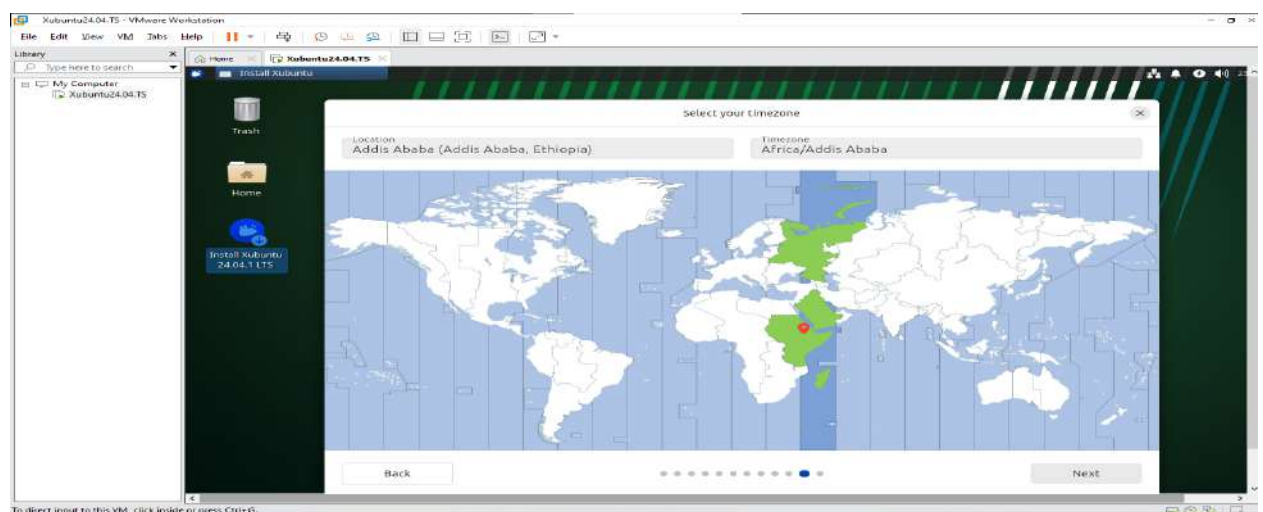 Xubuntu24.04.TS - VMware Workstation
File Edit View VM Tabs Help
Library
Type here to search
My Computer
Xubuntu24.04.TS
Home
Xubuntu24.04.TS
Install Xubuntu
Trash
Home
Install Xubuntu
24.04.1 LTS
Select your timezone
Location
Addis Ababa (Addis Ababa, Ethiopia)
Timezone
Africa/Addis Ababa
Back
Next
To direct input to this VM, click inside or press Ctrl+G.